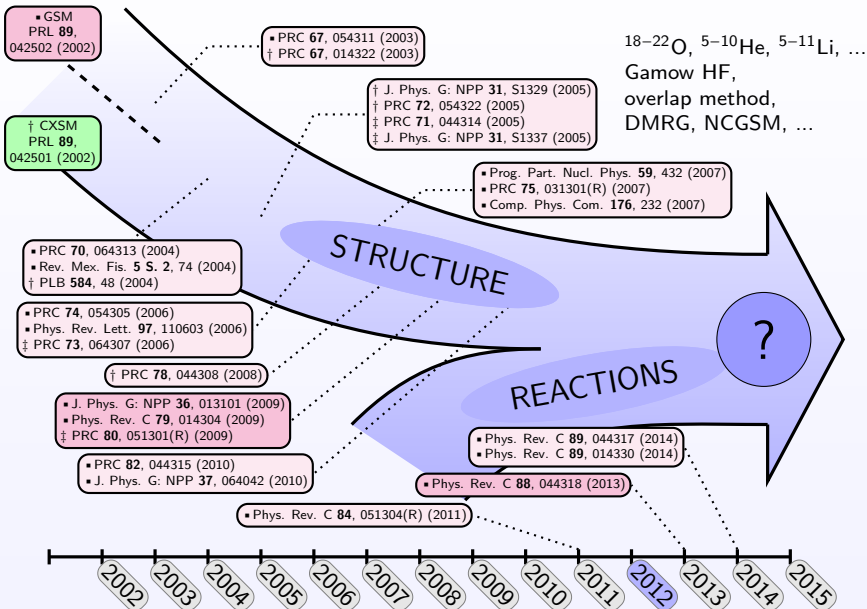 ▪ GSM
PRL 89,
042502 (2002)
▪ PRC 67, 054311 (2003)
† PRC 67, 014322 (2003)
18−22O, 5−10He, 5−11Li, ...
Gamow HF,
overlap method,
DMRG, NCGSM, ...
† J. Phys. G: NPP 31, S1329 (2005)
† PRC 72, 054322 (2005)
‡ PRC 71, 044314 (2005)
‡ J. Phys. G: NPP 31, S1337 (2005)
† CXSM
PRL 89,
042501 (2002)
▪ Prog. Part. Nucl. Phys. 59, 432 (2007)
▪ PRC 75, 031301(R) (2007)
▪ Comp. Phys. Com. 176, 232 (2007)
STRUCTURE
▪ PRC 70, 064313 (2004)
▪ Rev. Mex. Fis. 5 S. 2, 74 (2004)
† PLB 584, 48 (2004)
▪ PRC 74, 054305 (2006)
▪ Phys. Rev. Lett. 97, 110603 (2006)
‡ PRC 73, 064307 (2006)
?
† PRC 78, 044308 (2008)
REACTIONS
▪ J. Phys. G: NPP 36, 013101 (2009)
▪ Phys. Rev. C 79, 014304 (2009)
‡ PRC 80, 051301(R) (2009)
▪ Phys. Rev. C 89, 044317 (2014)
▪ Phys. Rev. C 89, 014330 (2014)
▪ PRC 82, 044315 (2010)
▪ J. Phys. G: NPP 37, 064042 (2010)
▪ Phys. Rev. C 88, 044318 (2013)
▪ Phys. Rev. C 84, 051304(R) (2011)
2002 2003 2004 2005 2006 2007 2008 2009 2010 2011 2012 2013 2014 2015